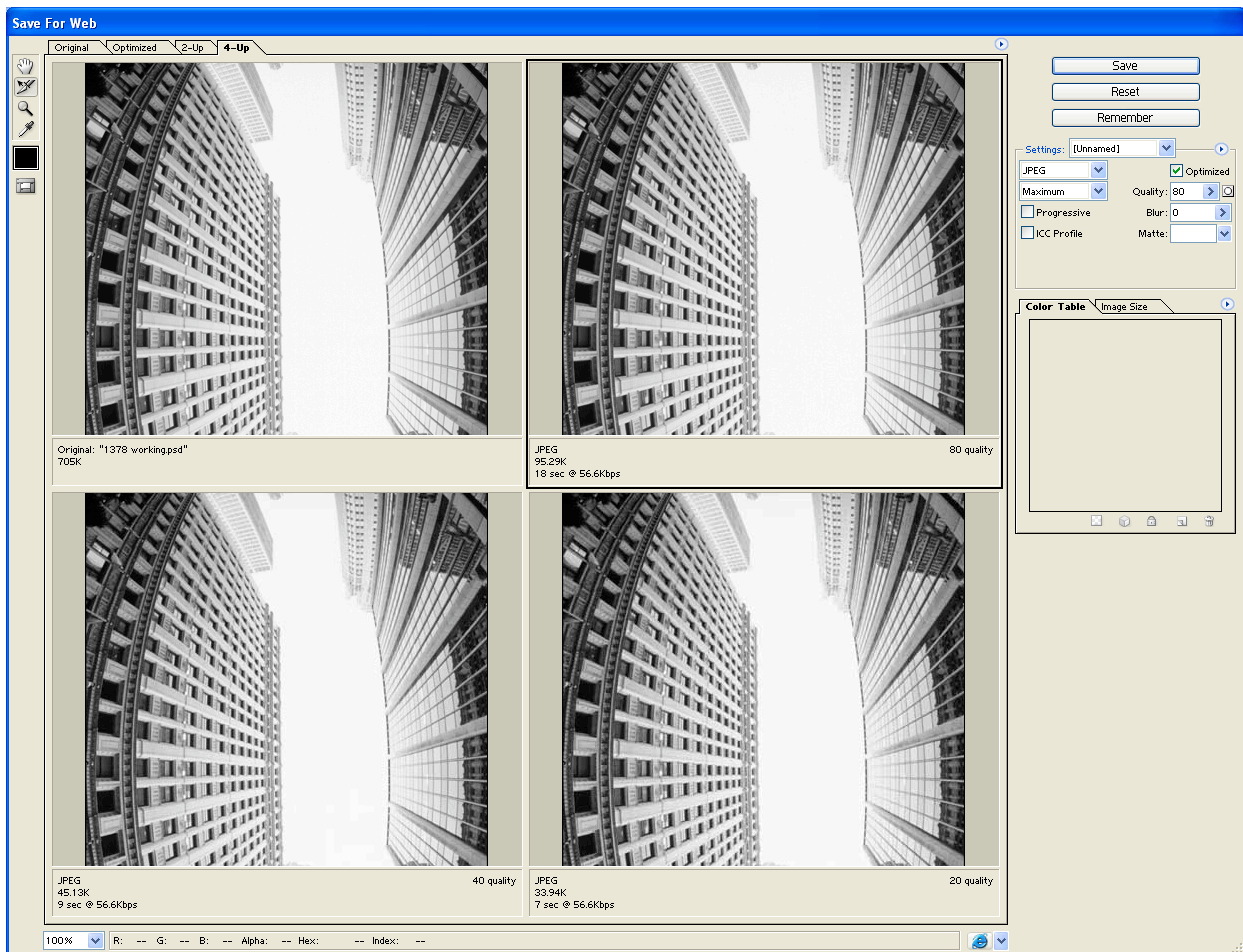 Save For Web
Original Optimized 2-Up 4-Up
Save
Reset
Remember
Settings: [Unnamed]
JPEG Optimized
Maximum Quality: 80
Progressive Blur: 0
ICC Profile Matte:
Color Table Image Size
Original: "1378 working.psd"
705K
JPEG 80 quality
95.29K
18 sec @ 56.6Kbps
JPEG 40 quality
45.13K
9 sec @ 56.6Kbps
JPEG 20 quality
33.94K
7 sec @ 56.6Kbps
100% R: -- G: -- B: -- Alpha: -- Hex: -- Index: --